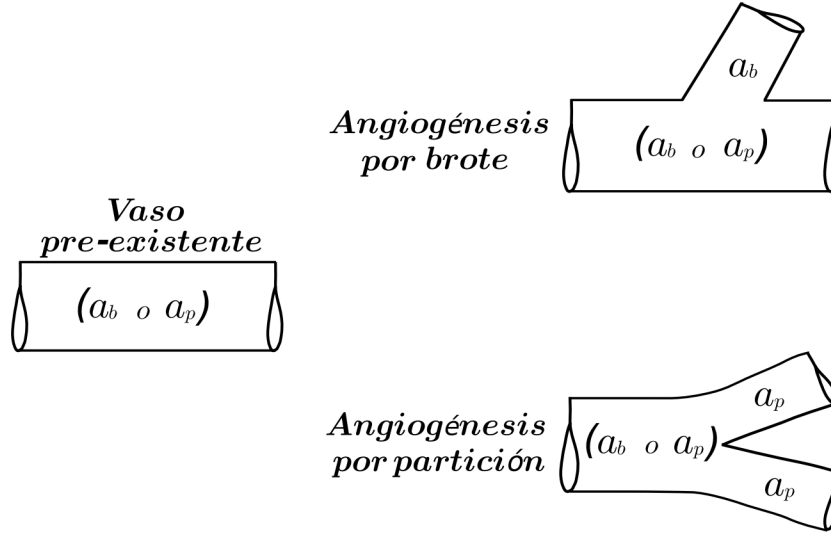 Vaso
pre-existente
(a_b o a_p)
Angiogénesis
por brote
a_b
(a_b o a_p)
Angiogénesis
por partición
(a_b o a_p)
a_p
a_p